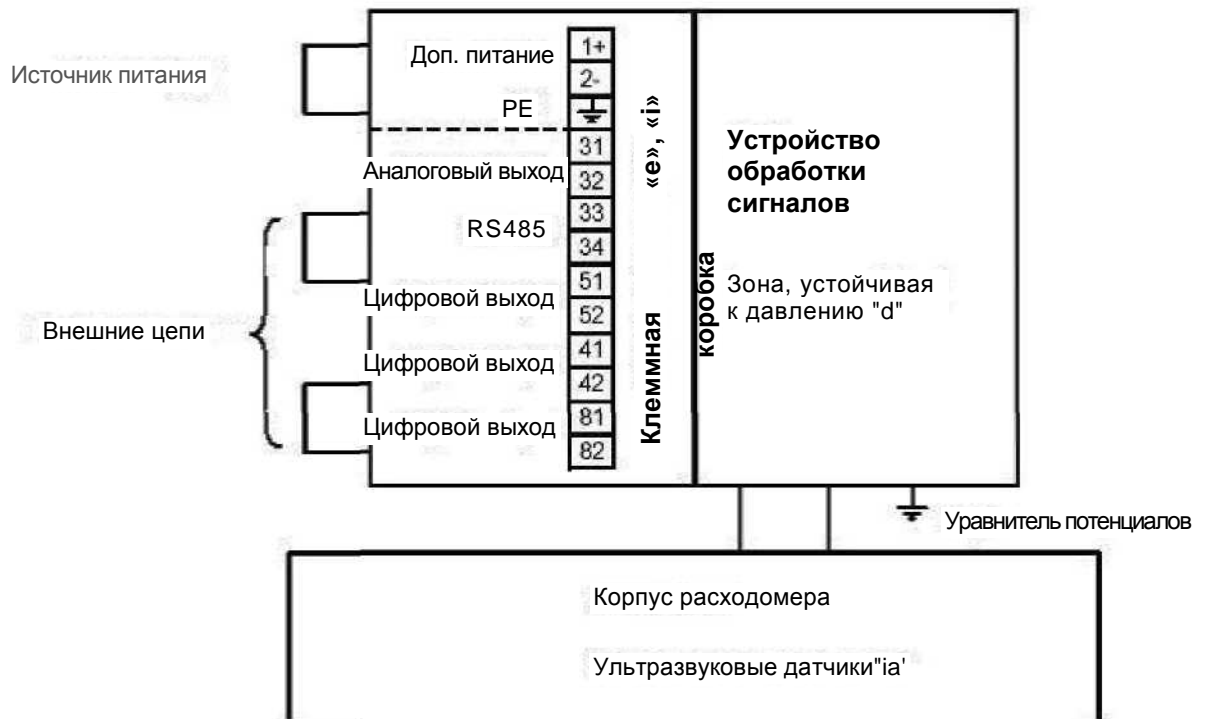 Источник питания
Доп. питание
1+
2-
PE
31
Аналоговый выход
32
33
RS485
34
51
Цифровой выход
52
41
Цифровой выход
42
81
Цифровой выход
82
Внешние цепи
Клеммная «e», «i»
коробка
Устройство
обработки
сигналов
Зона, устойчивая
к давлению "d"
Уравнитель потенциалов
Корпус расходомера
Ультразвуковые датчики"ia'